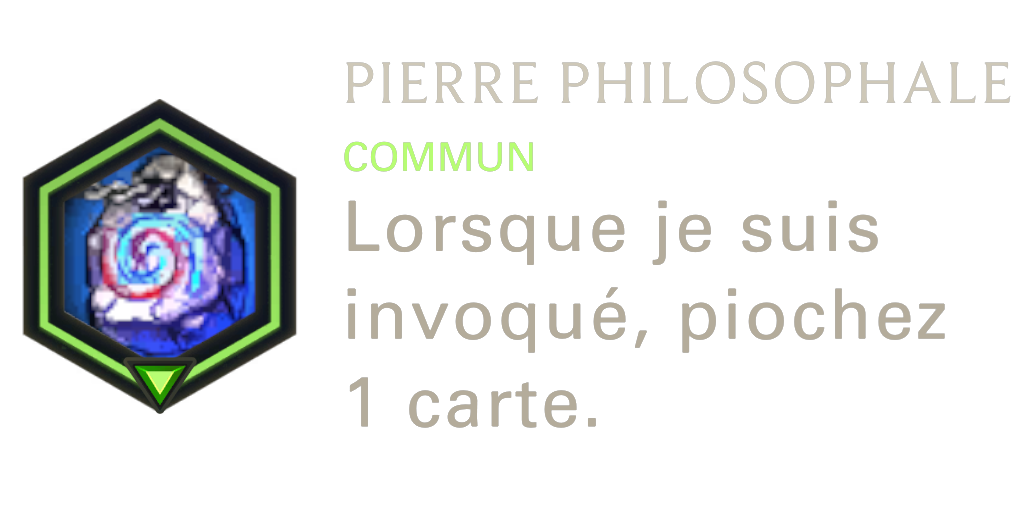 PIERRE PHILOSOPHALE
COMMUN
Lorsque je suis
invoqué, piochez
1 carte.